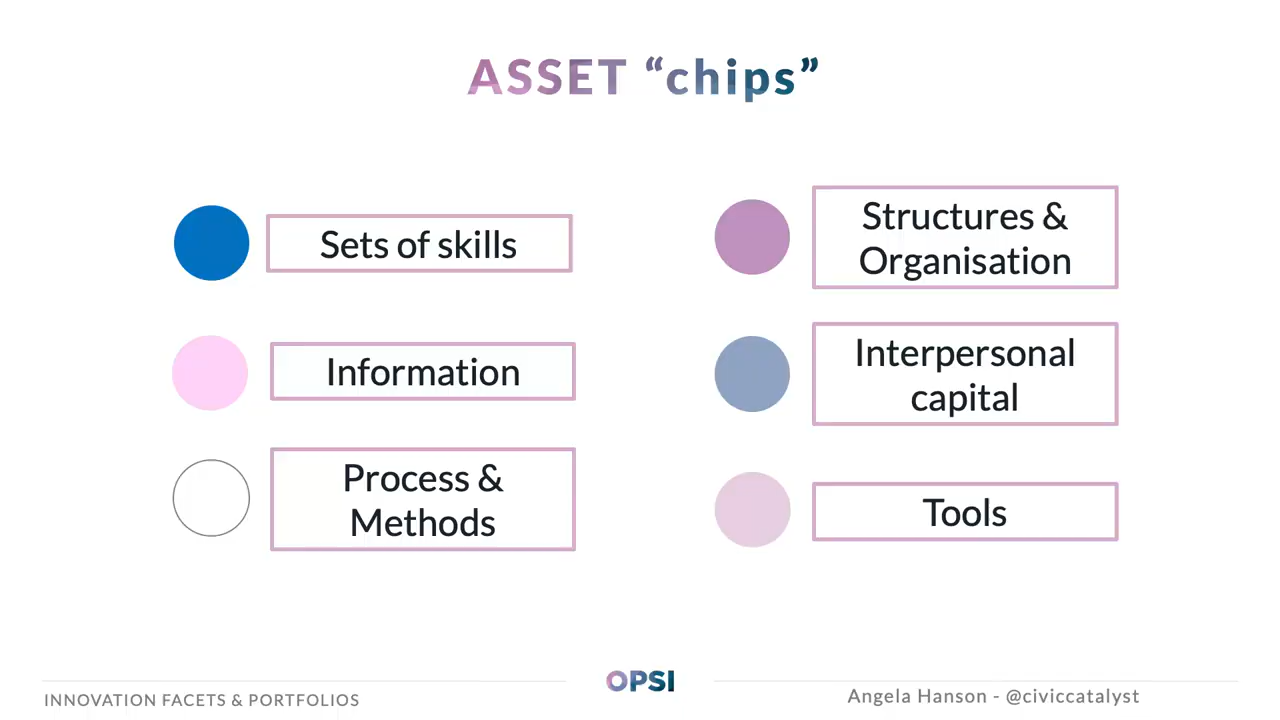 ASSET “chips”
Sets of skills
Information
Process &
Methods
Structures &
Organisation
Interpersonal
capital
Tools
INNOVATION FACETS & PORTFOLIOS
OPSI
Angela Hanson - @civiccatalyst